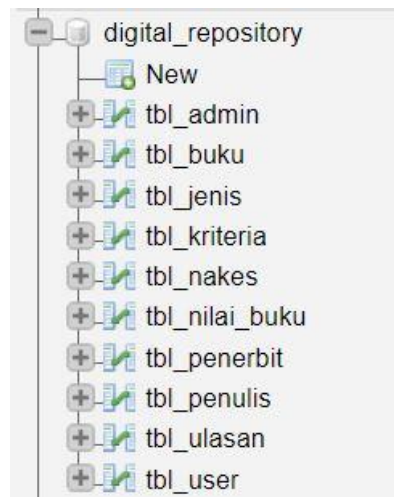 digital_repository
New
tbl_admin
tbl_buku
tbl_jenis
tbl_kriteria
tbl_nakes
tbl_nilai_buku
tbl_penerbit
tbl_penulis
tbl_ulasan
tbl_user